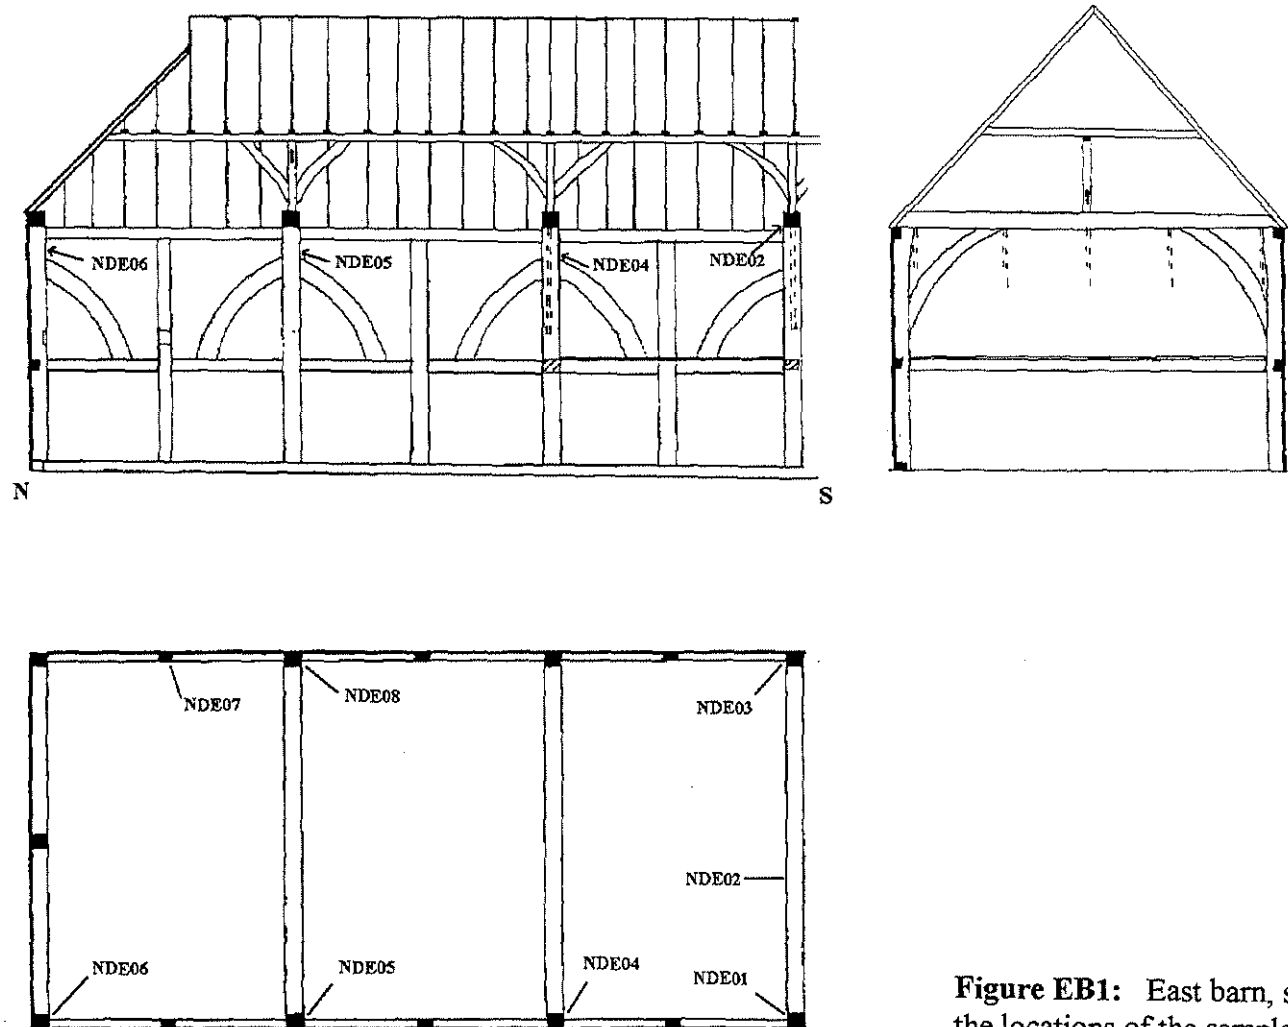 NDE06
NDE05
NDE04
NDE02
N
S
NDE07
NDE08
NDE03
NDE02
NDE06
NDE05
NDE04
NDE01
Figure EB1: East barn, s
the locations of the sampl